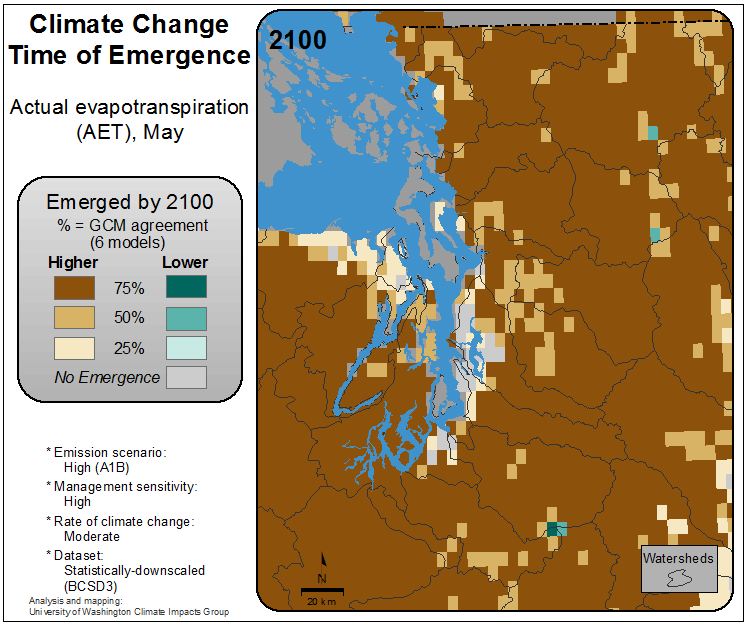 Climate Change
Time of Emergence
Actual evapotranspiration
(AET), May
Emerged by 2100
% = GCM agreement
(6 models)
Higher Lower
75%
50%
25%
No Emergence
* Emission scenario:
High (A1B)
* Management sensitivity:
High
* Rate of climate change:
Moderate
* Dataset:
Statistically-downscaled
(BCSD3)
Analysis and mapping:
University of Washington Climate Impacts Group
2100
N
20 km
Watersheds